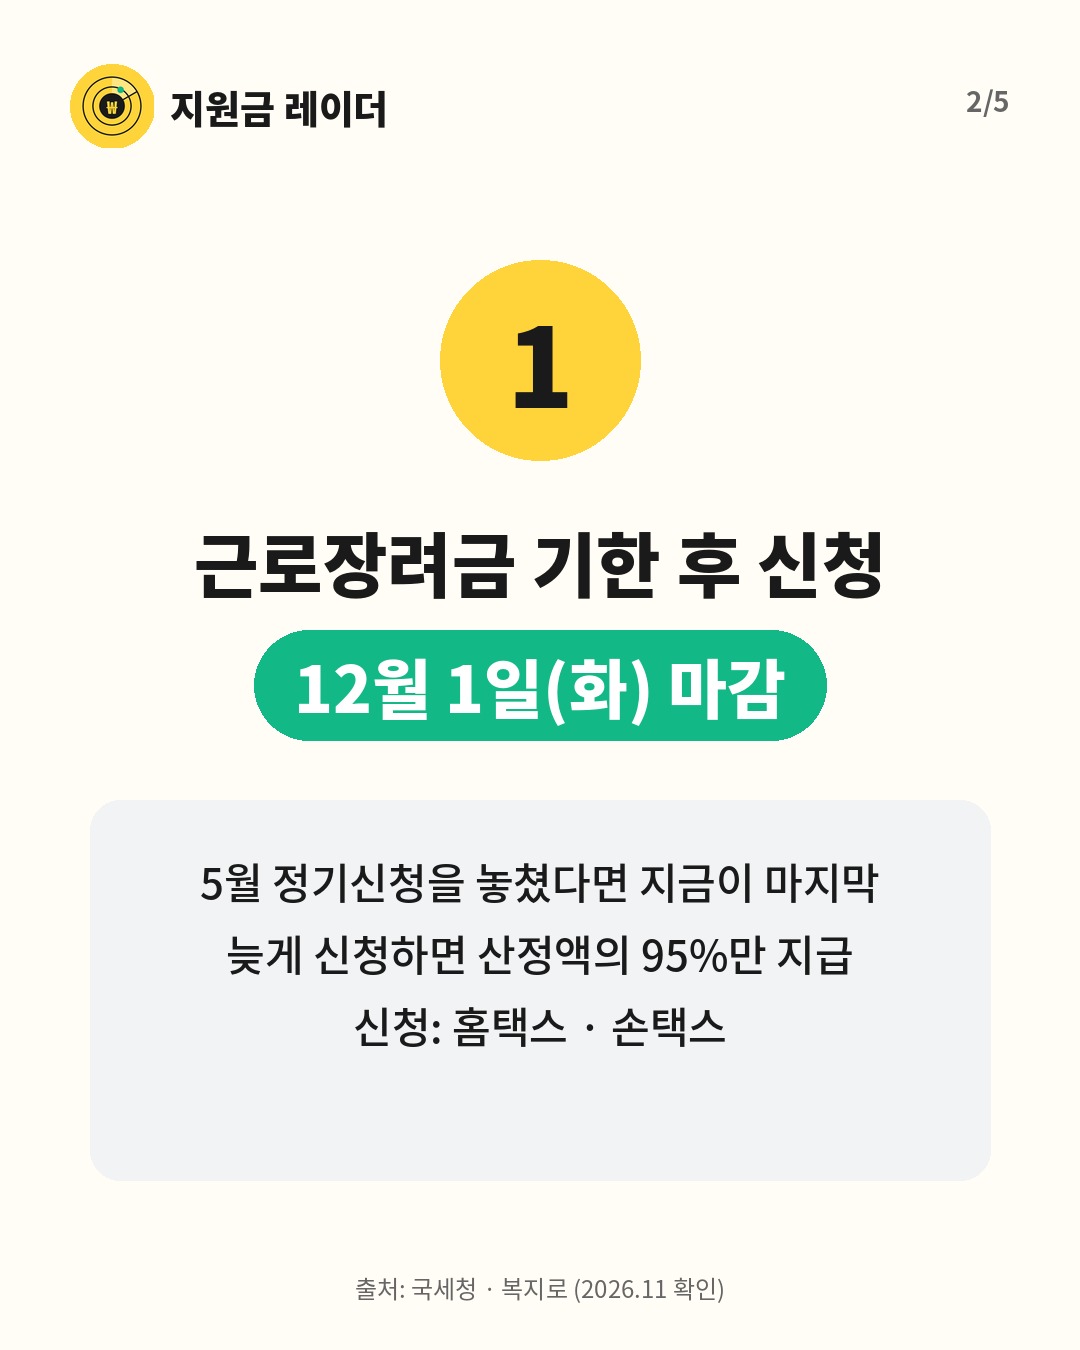 ₩
지원금 레이더
2/5
1
근로장려금 기한 후 신청
12월 1일(화) 마감
5월 정기신청을 놓쳤다면 지금이 마지막
늦게 신청하면 산정액의 95%만 지급
신청: 홈택스 · 손택스
출처: 국세청 · 복지로 (2026.11 확인)